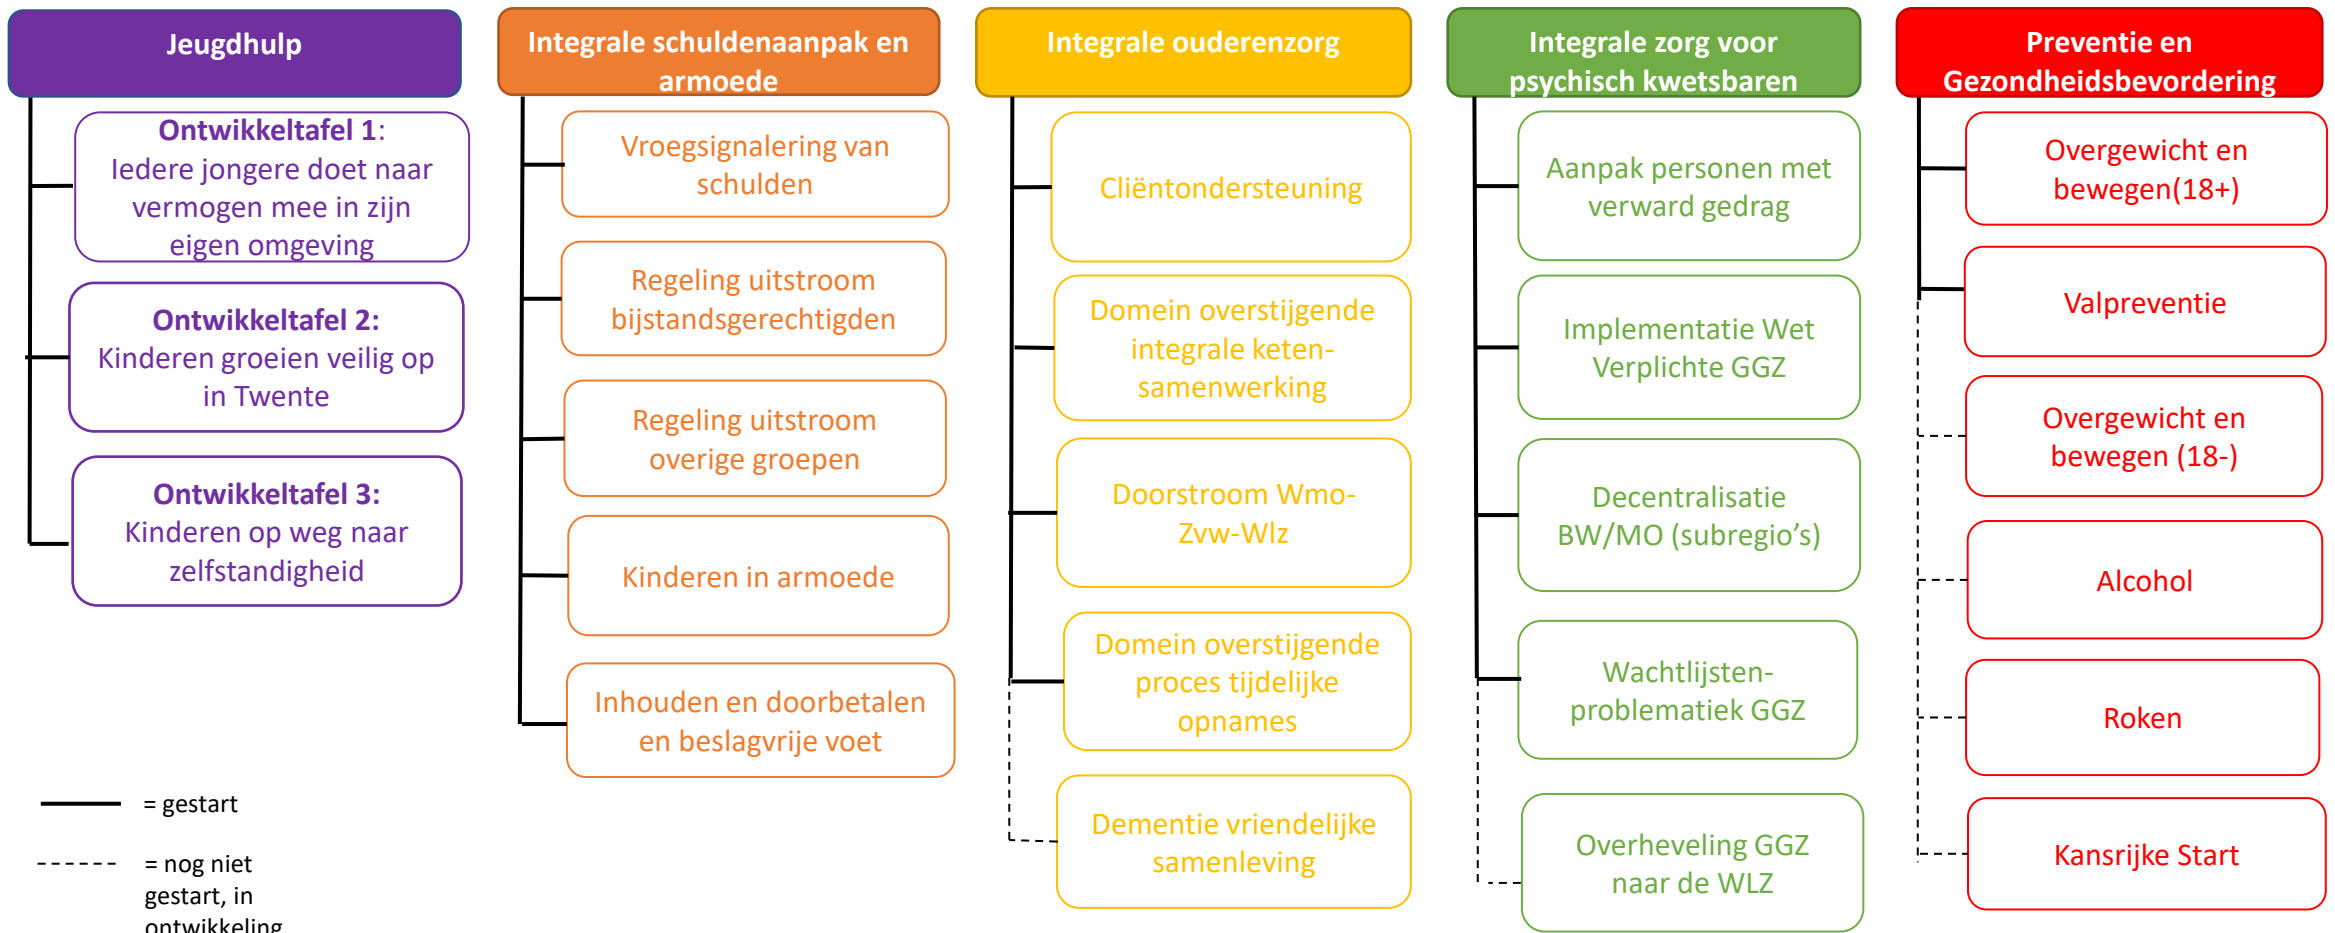 Jeugdhulp
Ontwikkeltafel 1:
Iedere jongere doet naar
vermogen mee in zijn
eigen omgeving
Ontwikkeltafel 2:
Kinderen groeien veilig op
in Twente
Ontwikkeltafel 3:
Kinderen op weg naar
zelfstandigheid
Integrale schuldenaanpak en
armoede
Vroegsignalering van
schulden
Regeling uitstroom
bijstandsgerechtigden
Regeling uitstroom
overige groepen
Kinderen in armoede
Inhouden en doorbetalen
en beslagvrije voet
Integrale ouderenzorg
Cliëntondersteuning
Domein overstijgende
integrale keten-
samenwerking
Doorstroom Wmo-
Zvw-Wlz
Domein overstijgende
proces tijdelijke
opnames
Dementie vriendelijke
samenleving
Integrale zorg voor
psychisch kwetsbaren
Aanpak personen met
verward gedrag
Implementatie Wet
Verplichte GGZ
Decentralisatie
BW/MO (subregio's)
Wachtlijsten-
problematiek GGZ
Overheveling GGZ
naar de WLZ
Preventie en
Gezondheidsbevordering
Overgewicht en
bewegen(18+)
Valpreventie
Overgewicht en
bewegen (18-)
Alcohol
Roken
Kansrijke Start
= gestart
= nog niet
gestart, in
ontwikkeling